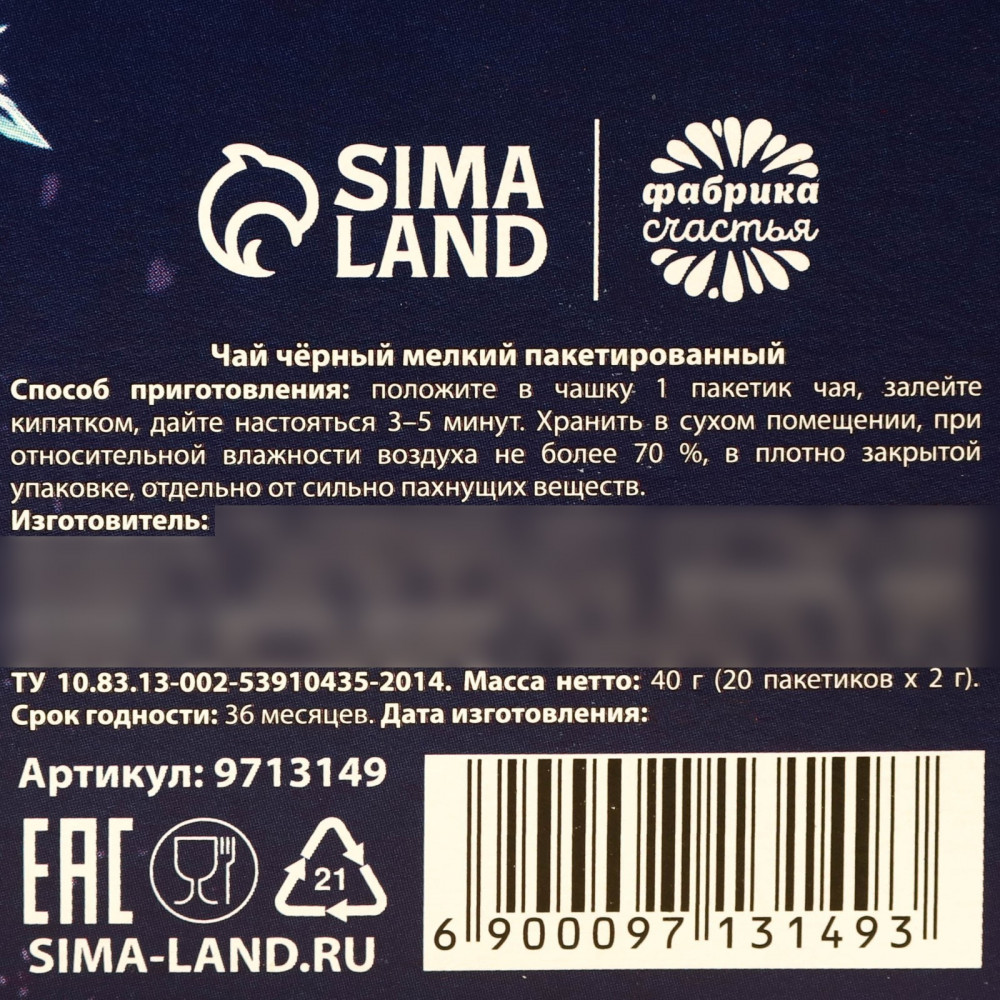 SIMA
LAND
фабрика
счастья
Чай чёрный мелкий пакетированный
Способ приготовления: положите в чашку 1 пакетик чая, залейте
кипятком, дайте настояться 3–5 минут. Хранить в сухом помещении, при
относительной влажности воздуха не более 70 %, в плотно закрытой
упаковке, отдельно от сильно пахнущих веществ.
Изготовитель:
ТУ 10.83.13-002-53910435-2014. Масса нетто: 40 г (20 пакетиков х 2 г).
Срок годности: 36 месяцев. Дата изготовления:
Артикул: 9713149
EAC
21
SIMA-LAND.RU
6 900097 131493